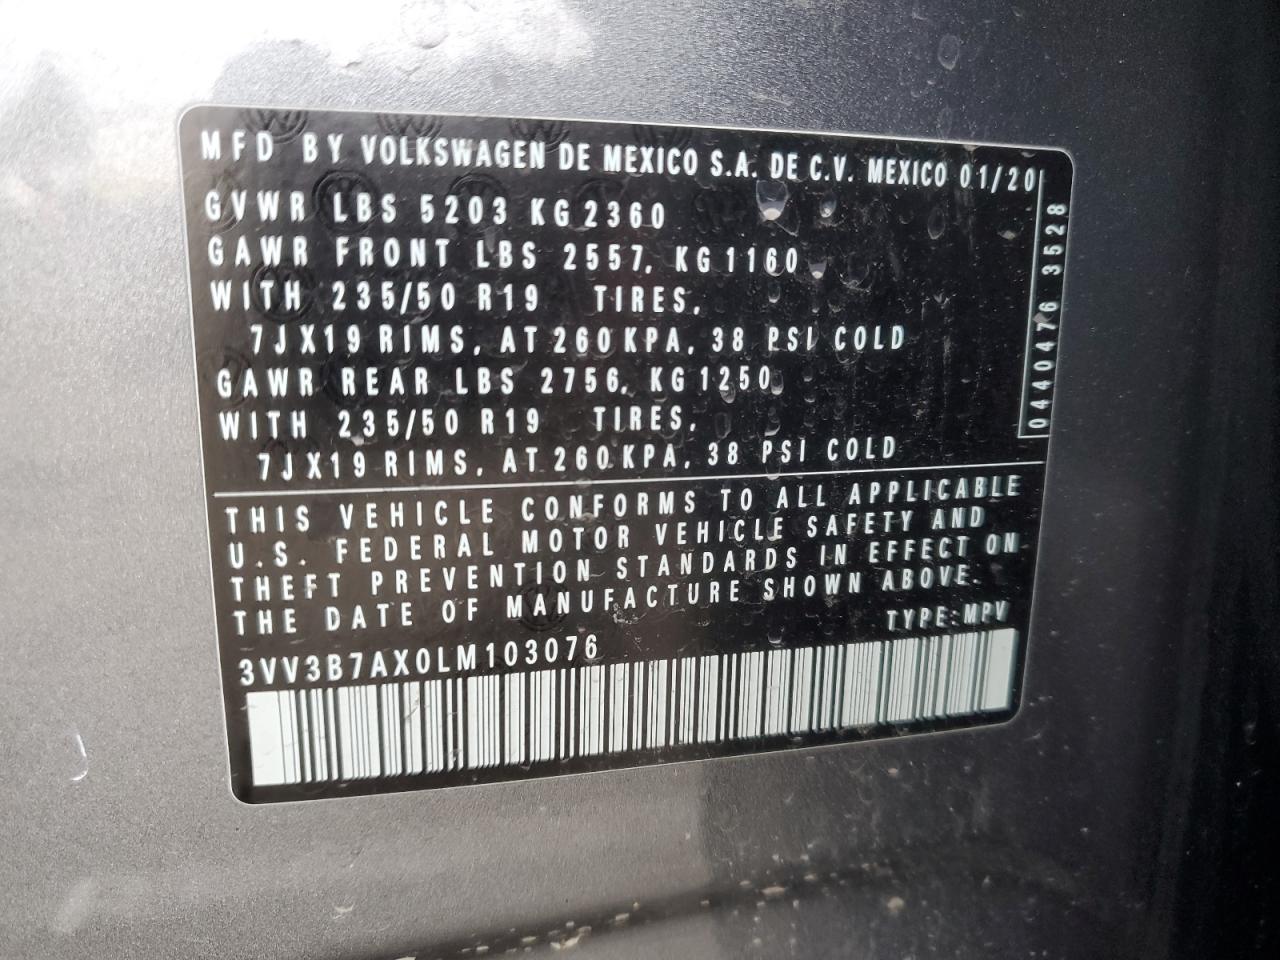 MFD BY VOLKSWAGEN DE MEXICO S.A. DE C.V. MEXICO 01/20
GVWR LBS 5203 KG 2360
GAWR FRONT LBS 2557, KG 1160
WITH 235/50 R19 TIRES,
7JX19 RIMS, AT 260 KPA, 38 PSI COLD
GAWR REAR LBS 2756, KG 1250
WITH 235/50 R19 TIRES,
7JX19 RIMS, AT 260 KPA, 38 PSI COLD
0440476 3528
THIS VEHICLE CONFORMS TO ALL APPLICABLE
U.S. FEDERAL MOTOR VEHICLE SAFETY AND
THEFT PREVENTION STANDARDS IN EFFECT ON
THE DATE OF MANUFACTURE SHOWN ABOVE.
TYPE: MPV
3VV3B7AX0LM103076